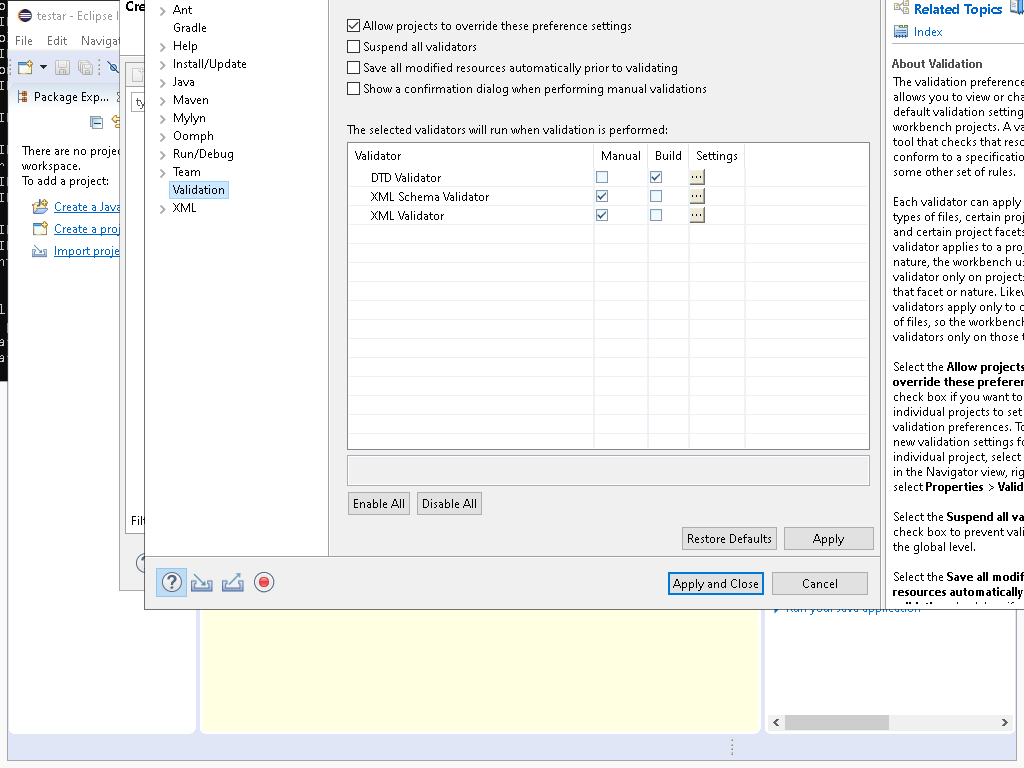 testar - Eclipse I
File Edit Navigat
Package Exp...
There are no proje
workspace.
To add a project:
Create a Java
Create a proj
Import proje
Cre
ty
Filt
Ant
Gradle
Help
Install/Update
Java
Maven
Mylyn
Oomph
Run/Debug
Team
Validation
XML
Allow projects to override these preference settings
Suspend all validators
Save all modified resources automatically prior to validating
Show a confirmation dialog when performing manual validations
The selected validators will run when validation is performed:
Validator Manual Build Settings
DTD Validator ...
XML Schema Validator ...
XML Validator ...
Enable All Disable All
Restore Defaults Apply
? Apply and Close Cancel
Related Topics
Index
About Validation
The validation preference
allows you to view or cha
default validation setting
workbench projects. A va
tool that checks that reso
conform to a specificatio
some other set of rules.
Each validator can apply
types of files, certain proj
and certain project facets
validator applies to a proj
nature, the workbench us
validator only on projects
that facet or nature. Likew
validators apply only to c
of files, so the workbench
validators only on those t
Select the Allow projects
override these preferen
check box if you want to
individual projects to set
validation preferences. To
new validation settings fo
individual project, select
in the Navigator view, rig
select Properties > Valid
Select the Suspend all va
check box to prevent vali
the global level.
Select the Save all modif
resources automatically
Run your Java application